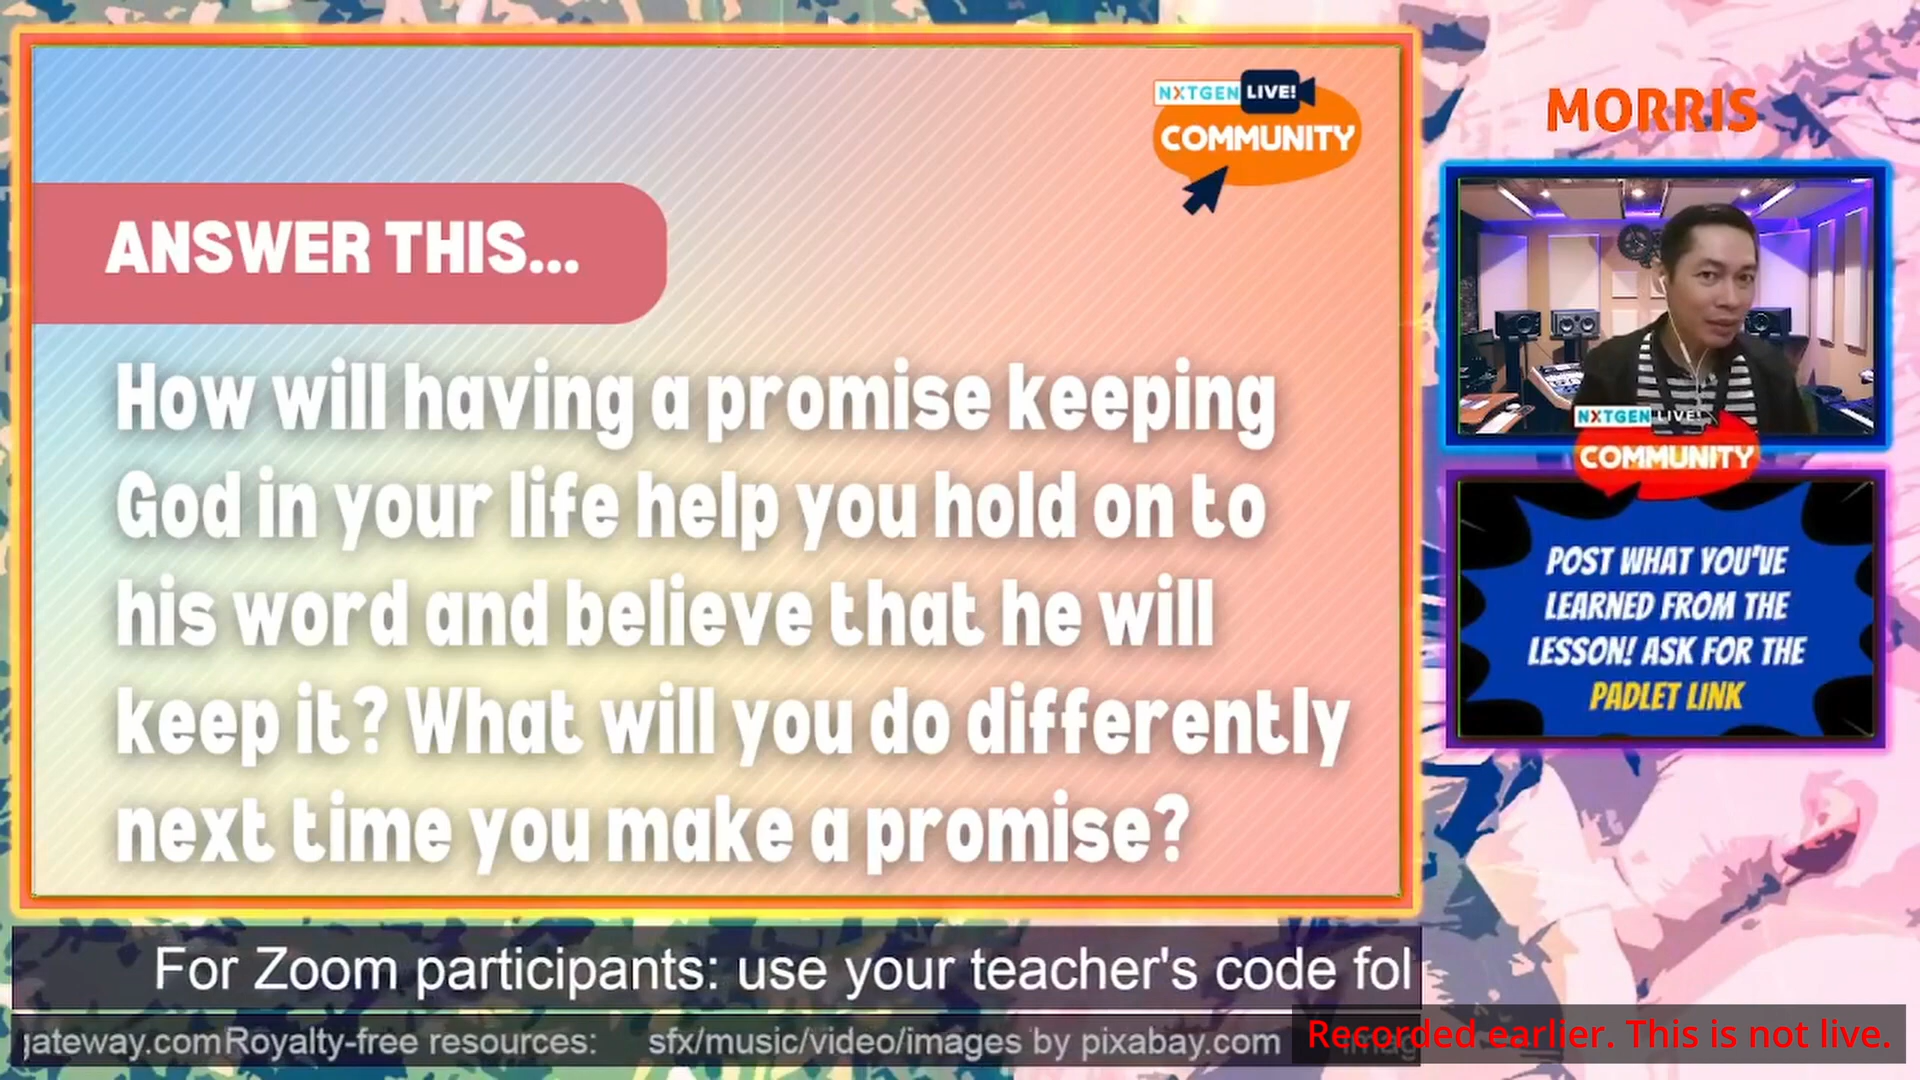 NXTGEN LIVE!
COMMUNITY
MORRIS
ANSWER THIS...
How will having a promise keeping
God in your life help you hold on to
his word and believe that he will
keep it? What will you do differently
next time you make a promise?
NXTGEN LIVE!
COMMUNITY
POST WHAT YOU'VE
LEARNED FROM THE
LESSON! ASK FOR THE
PADLET LINK
For Zoom participants: use your teacher's code fol
gateway.com Royalty-free resources: sfx/music/video/images by pixabay.com
Recorded earlier. This is not live.